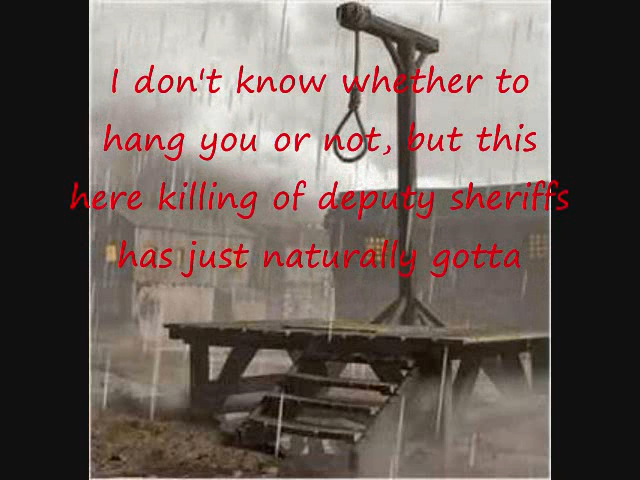 I don't know whether to
hang you or not, but this
here killing of deputy sheriffs
has just naturally gotta